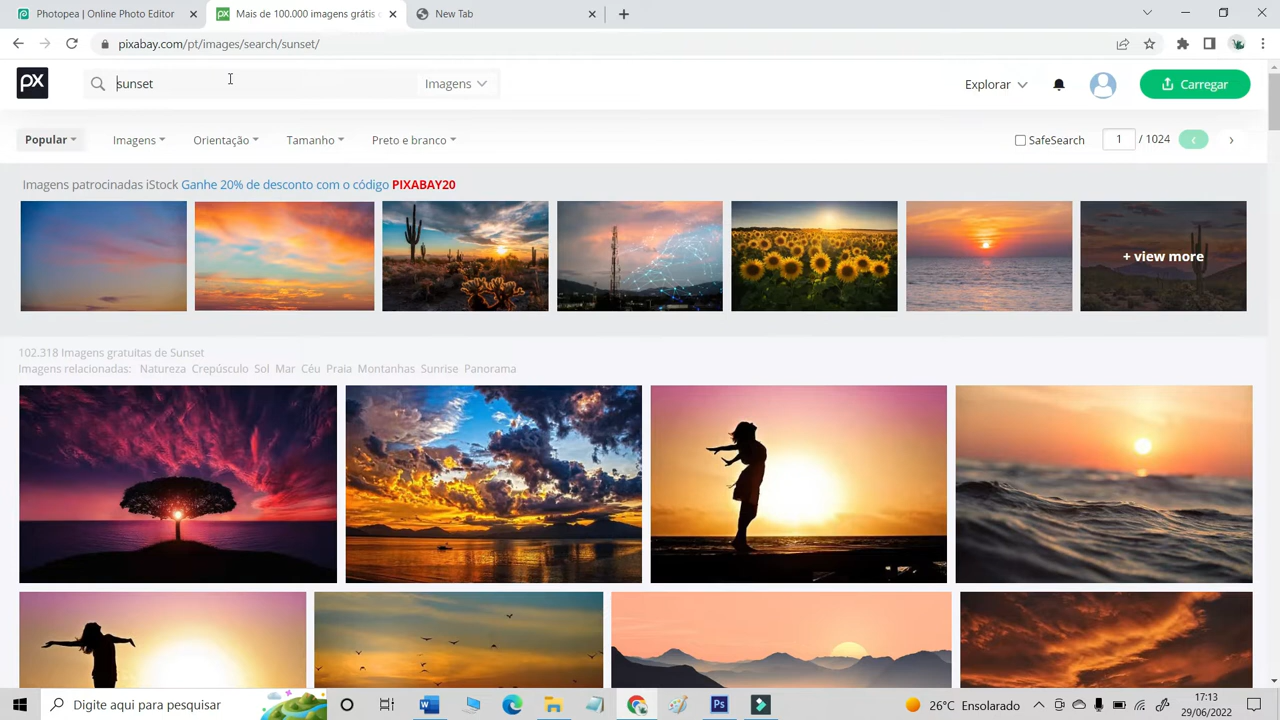 Photopea | Online Photo Editor
Mais de 100.000 imagens grátis
New Tab
pixabay.com/pt/images/search/sunset/
px
sunset
Imagens
Explorar
Carregar
Popular
Imagens
Orientação
Tamanho
Preto e branco
SafeSearch
1 / 1024
Imagens patrocinadas iStock Ganhe 20% de desconto com o código PIXABAY20
+ view more
102.318 Imagens gratuitas de Sunset
Imagens relacionadas: Natureza Crepúsculo Sol Mar Céu Praia Montanhas Sunrise Panorama
Digite aqui para pesquisar
W
Ps
26°C Ensolarado
17:13
29/06/2022